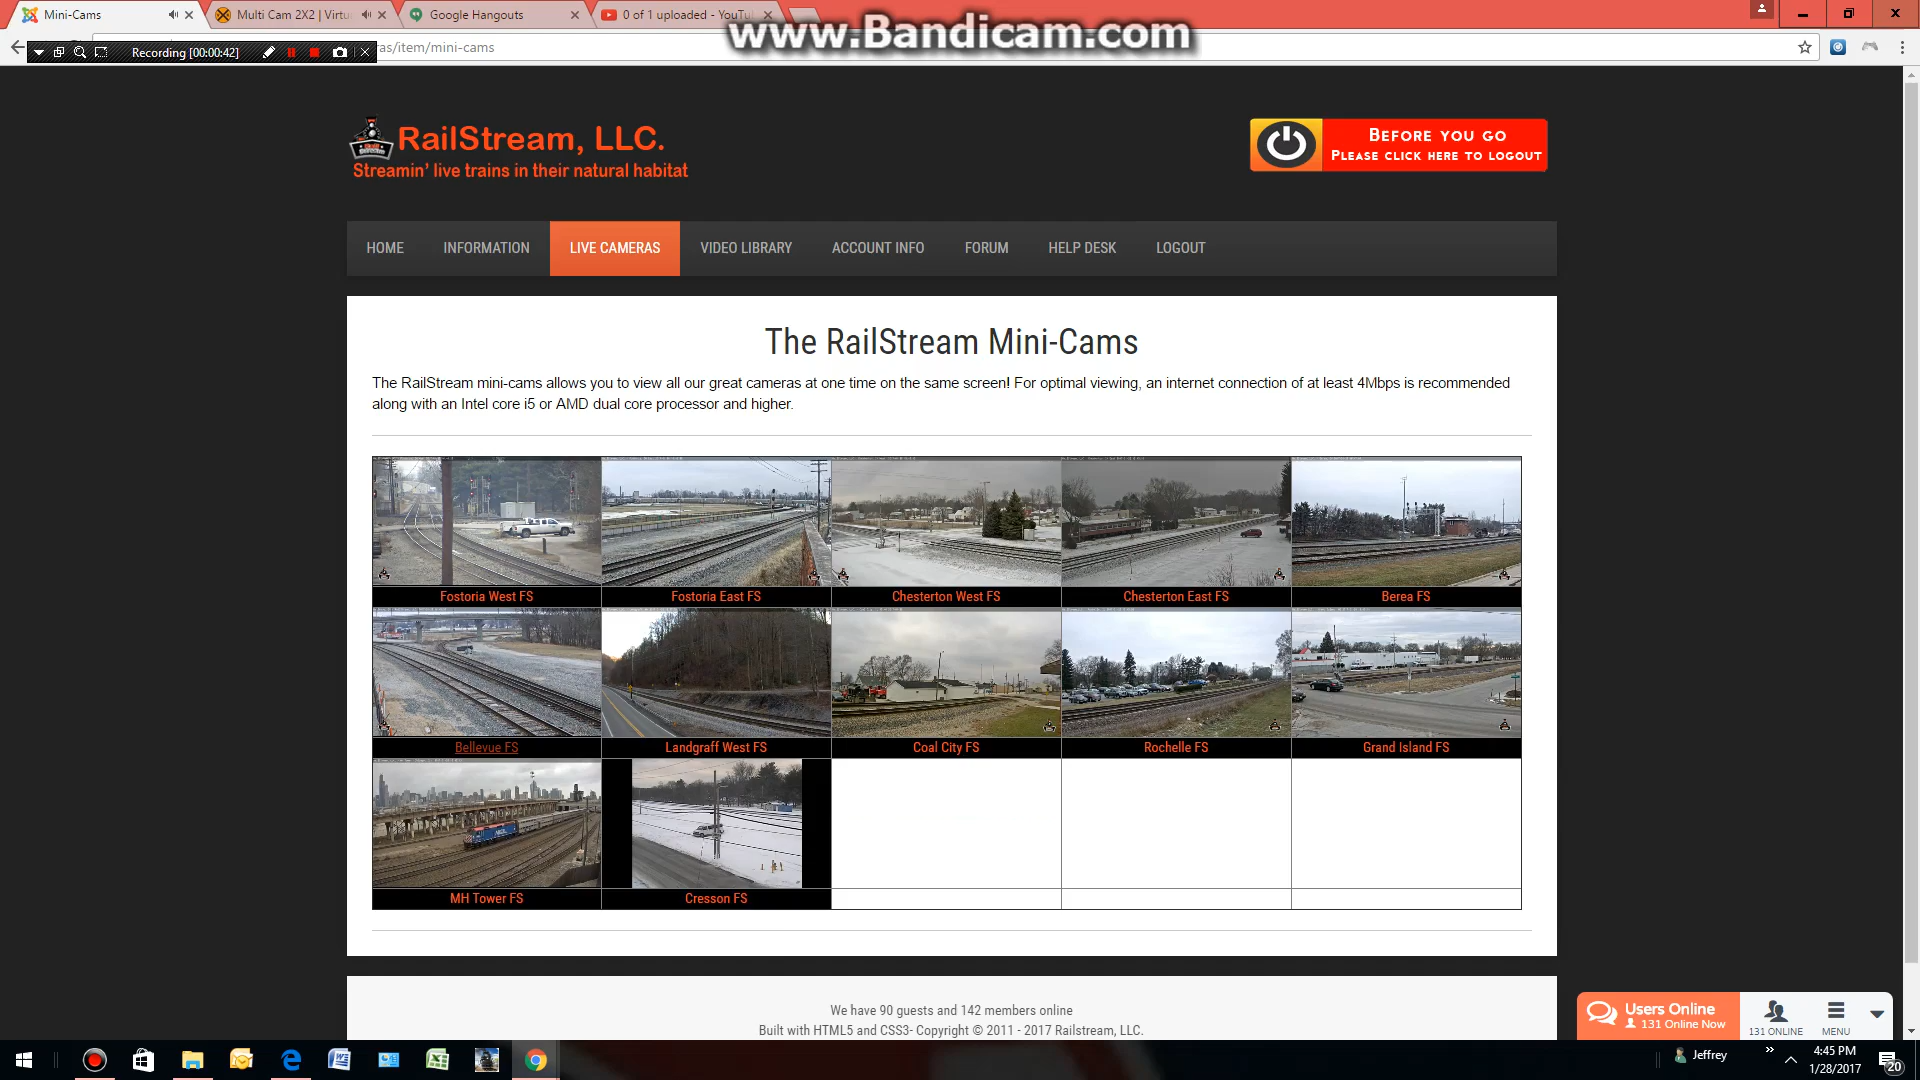 Mini-Cams
Multi Cam 2X2 | Virtu
Google Hangouts
0 of 1 uploaded - YouTu
www.Bandicam.com
Recording [00:00:42]
as/item/mini-cams
RailStream, LLC.
Streamin' live trains in their natural habitat
BEFORE YOU GO
PLEASE CLICK HERE TO LOGOUT
HOME
INFORMATION
LIVE CAMERAS
VIDEO LIBRARY
ACCOUNT INFO
FORUM
HELP DESK
LOGOUT
The RailStream Mini-Cams
The RailStream mini-cams allows you to view all our great cameras at one time on the same screen! For optimal viewing, an internet connection of at least 4Mbps is recommended
along with an Intel core i5 or AMD dual core processor and higher.
Fostoria West FS
Fostoria East FS
Chesterton West FS
Chesterton East FS
Berea FS
Bellevue FS
Landgraff West FS
Coal City FS
Rochelle FS
Grand Island FS
MH Tower FS
Cresson FS
We have 90 guests and 142 members online
Built with HTML5 and CSS3- Copyright © 2011 - 2017 Railstream, LLC.
Users Online
131 Online Now
131 ONLINE
MENU
Jeffrey
4:45 PM
1/28/2017
20